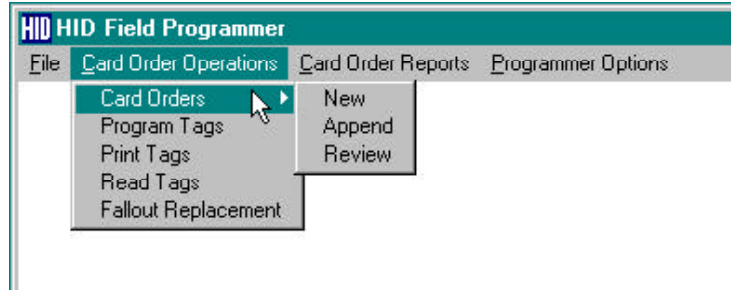 HID HID Field Programmer
File Card Order Operations Card Order Reports Programmer Options
Card Orders New
Program Tags Append
Print Tags Review
Read Tags
Fallout Replacement